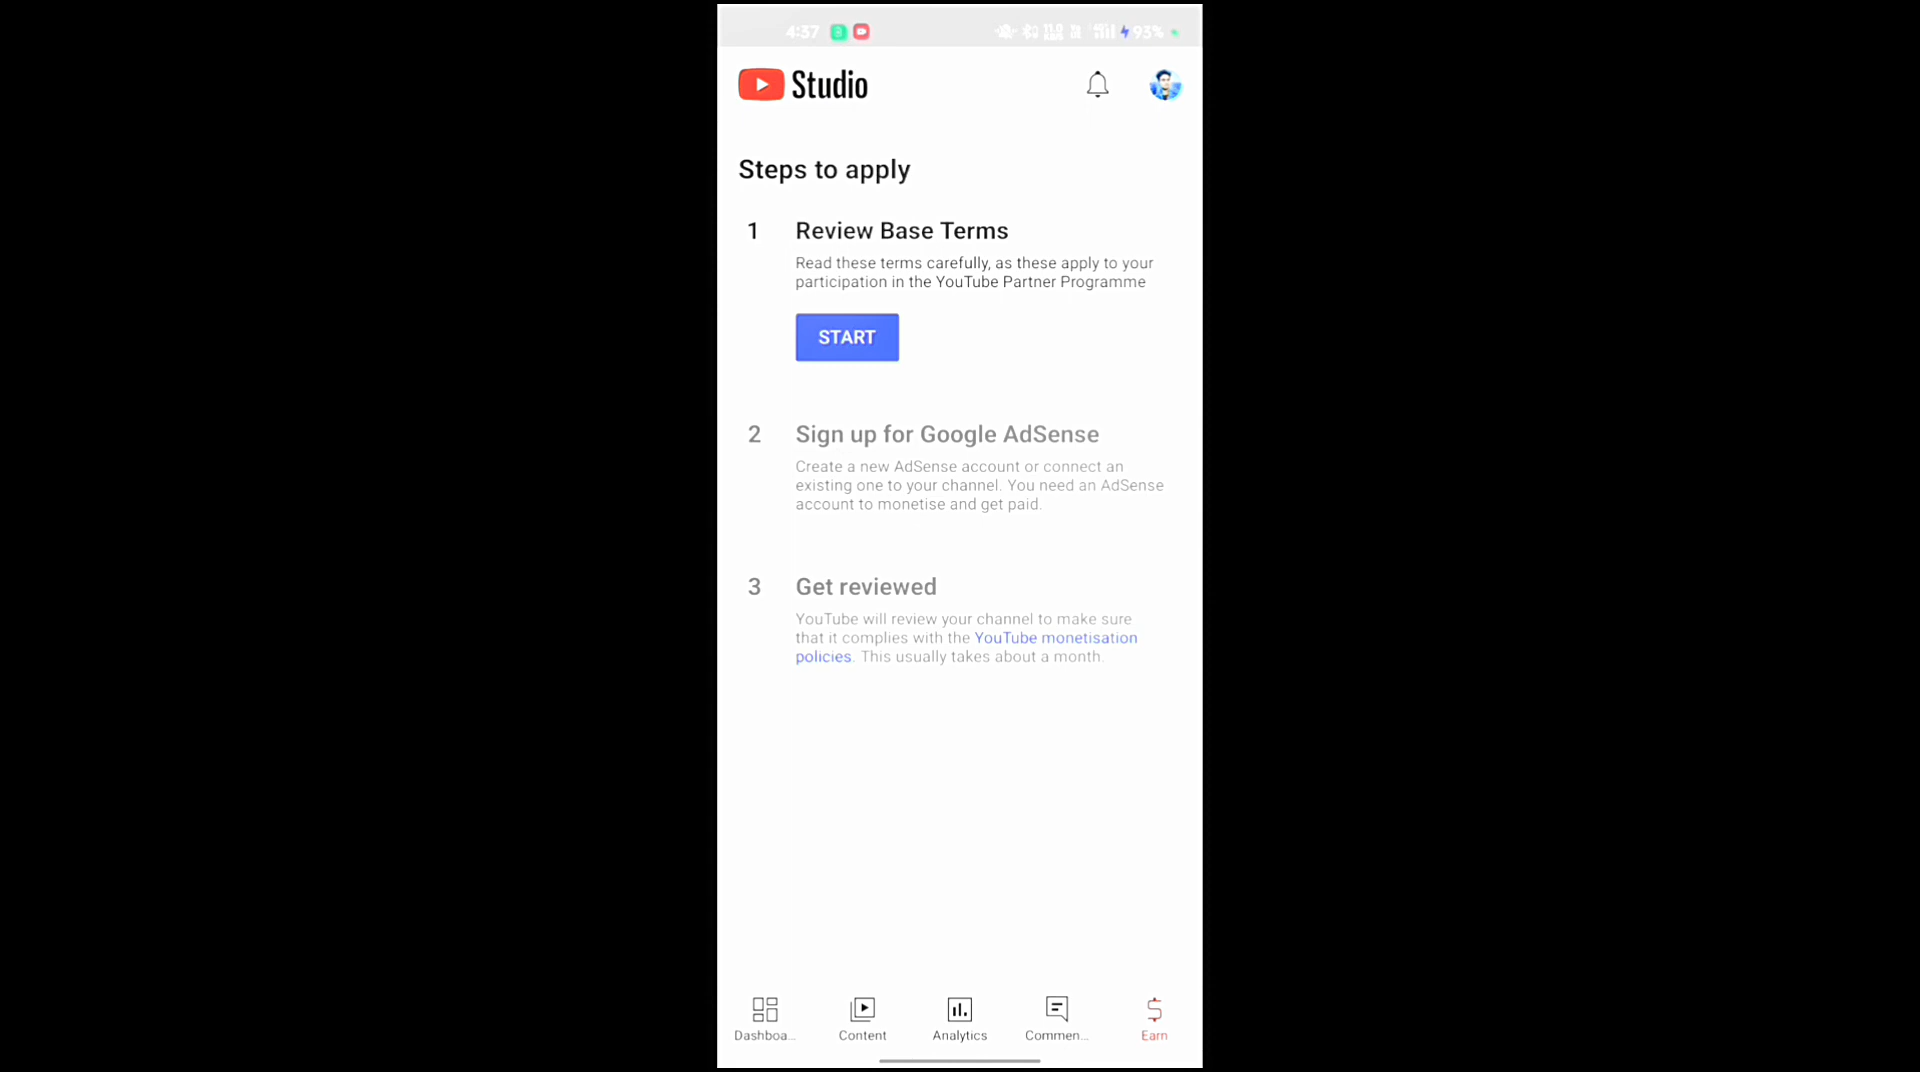 4:37
93%
Studio
Steps to apply
1 Review Base Terms
Read these terms carefully, as these apply to your
participation in the YouTube Partner Programme
START
2 Sign up for Google AdSense
Create a new AdSense account or connect an
existing one to your channel. You need an AdSense
account to monetise and get paid.
3 Get reviewed
YouTube will review your channel to make sure
that it complies with the YouTube monetisation
policies. This usually takes about a month.
Dashboa... Content Analytics Commen... Earn